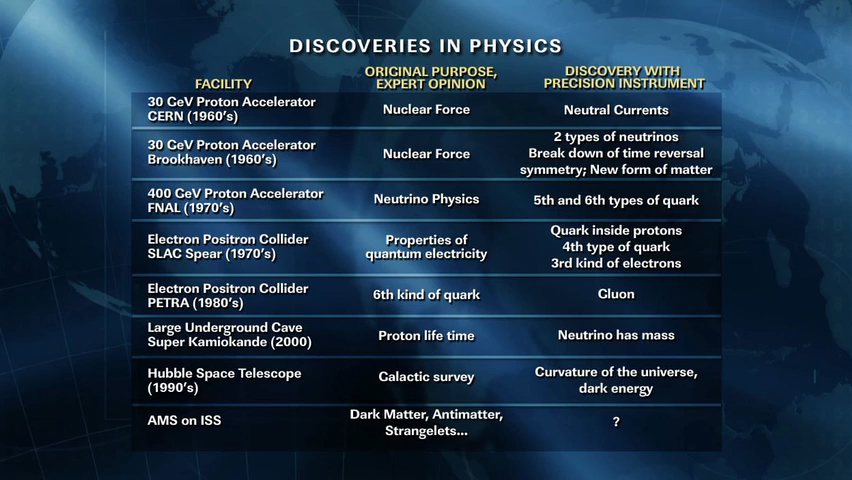 DISCOVERIES IN PHYSICS
FACILITY
ORIGINAL PURPOSE,
EXPERT OPINION
DISCOVERY WITH
PRECISION INSTRUMENT
30 GeV Proton Accelerator
CERN (1960's)
Nuclear Force
Neutral Currents
30 GeV Proton Accelerator
Brookhaven (1960's)
Nuclear Force
2 types of neutrinos
Break down of time reversal
symmetry; New form of matter
400 GeV Proton Accelerator
FNAL (1970's)
Neutrino Physics
5th and 6th types of quark
Electron Positron Collider
SLAC Spear (1970's)
Properties of
quantum electricity
Quark inside protons
4th type of quark
3rd kind of electrons
Electron Positron Collider
PETRA (1980's)
6th kind of quark
Cluon
Large Underground Cave
Super Kamiokande (2000)
Proton life time
Neutrino has mass
Hubble Space Telescope
(1990's)
Galactic survey
Curvature of the universe,
dark energy
AMS on ISS
Dark Matter, Antimatter,
Strangelets...
?